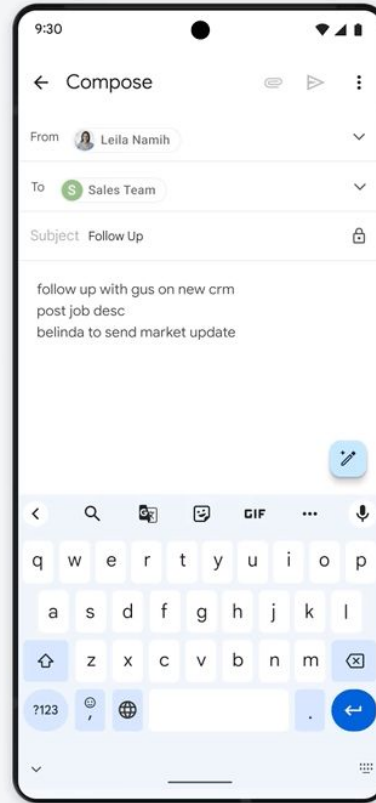 9:30
Compose
From Leila Namih
To S Sales Team
Subject Follow Up
follow up with gus on new crm
post job desc
belinda to send market update
GIF
q w e r t y u i o p
a s d f g h j k l
z x c v b n m
?123 , .